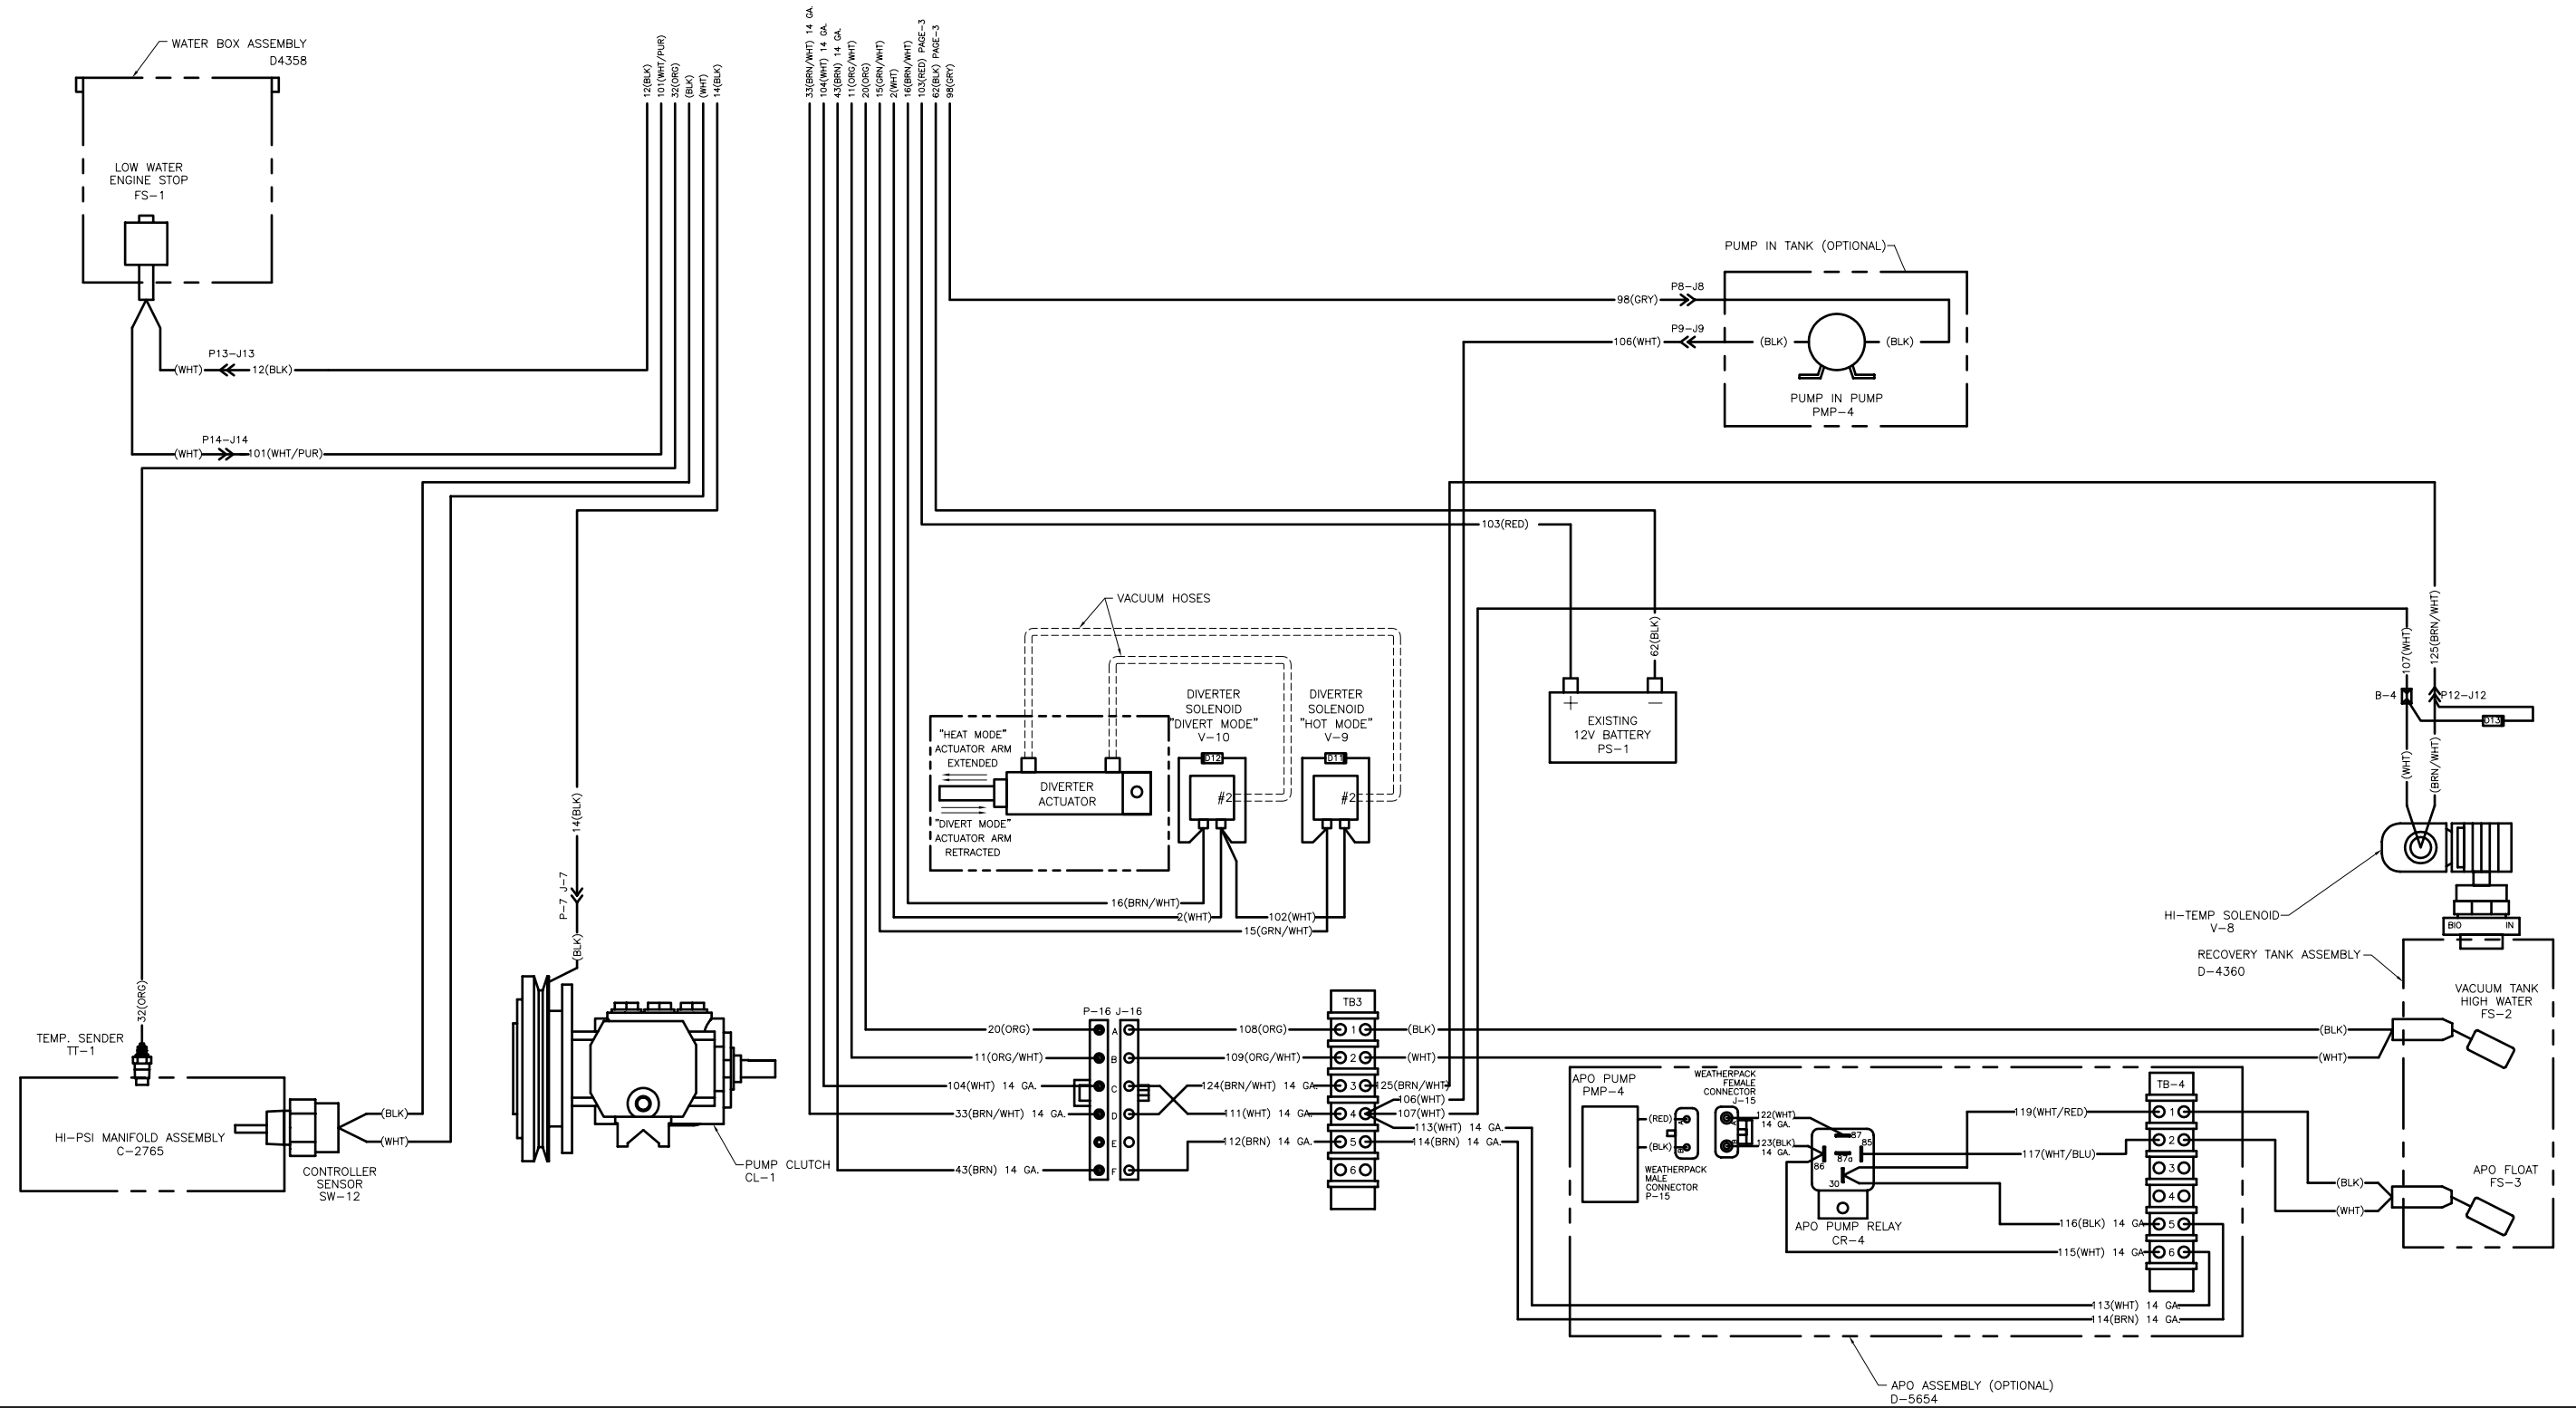 WATER BOX ASSEMBLY
D4358
LOW WATER
ENGINE STOP
FS-1
P13-J13
(WHT)
12(BLK)
P14-J14
(WHT)
101(WHT/PUR)
12(BLK)
101(WHT/PUR)
32(ORG)
(BLK)
(WHT)
14(BLK)
33(BRN/WHT) 14 GA.
104(WHT) 14 GA.
43(BRN) 14 GA.
11(ORG/WHT)
20(ORG)
15(GRN/WHT)
2(WHT)
16(BRN/WHT)
103(RED) PAGE-3
62(BLK) PAGE-3
98(GRY)
PUMP IN TANK (OPTIONAL)
P8-J8
98(GRY)
P9-J9
106(WHT)
(BLK)
(BLK)
PUMP IN PUMP
PMP-4
103(RED)
62(BLK)
+
-
EXISTING
12V BATTERY
PS-1
VACUUM HOSES
DIVERTER
SOLENOID
"DIVERT MODE"
V-10
DIVERTER
SOLENOID
"HOT MODE"
V-9
D12
D11
#2
#2
"HEAT MODE"
ACTUATOR ARM
EXTENDED
DIVERTER
ACTUATOR
"DIVERT MODE"
ACTUATOR ARM
RETRACTED
16(BRN/WHT)
2(WHT)
102(WHT)
15(GRN/WHT)
107(WHT)
125(BRN/WHT)
B-4
P12-J12
D13
(WHT)
(BRN/WHT)
HI-TEMP SOLENOID
V-8
BIO
IN
RECOVERY TANK ASSEMBLY
D-4360
VACUUM TANK
HIGH WATER
FS-2
(BLK)
(WHT)
APO FLOAT
FS-3
(BLK)
(WHT)
14(BLK)
P-7 J-7
(BLK)
PUMP CLUTCH
CL-1
32(ORG)
TEMP. SENDER
TT-1
HI-PSI MANIFOLD ASSEMBLY
C-2765
(BLK)
(WHT)
CONTROLLER
SENSOR
SW-12
P-16 J-16
A
B
C
D
E
F
20(ORG)
11(ORG/WHT)
104(WHT) 14 GA.
33(BRN/WHT) 14 GA.
43(BRN) 14 GA.
108(ORG)
109(ORG/WHT)
124(BRN/WHT) 14 GA.
111(WHT) 14 GA.
112(BRN) 14 GA.
TB3
1
2
3
4
5
6
(BLK)
(WHT)
125(BRN/WHT)
106(WHT)
107(WHT)
113(WHT) 14 GA.
114(BRN) 14 GA.
APO PUMP
PMP-4
WEATHERPACK
FEMALE
CONNECTOR
J-15
(RED)
(BLK)
A
B
A
B
122(WHT)
14 GA.
123(BLK)
14 GA.
WEATHERPACK
MALE
CONNECTOR
P-15
87
85
87a
86
30
APO PUMP RELAY
CR-4
119(WHT/RED)
117(WHT/BLU)
116(BLK) 14 GA
115(WHT) 14 GA
TB-4
1
2
3
4
5
6
113(WHT) 14 GA.
114(BRN) 14 GA.
APO ASSEMBLY (OPTIONAL)
D-5654